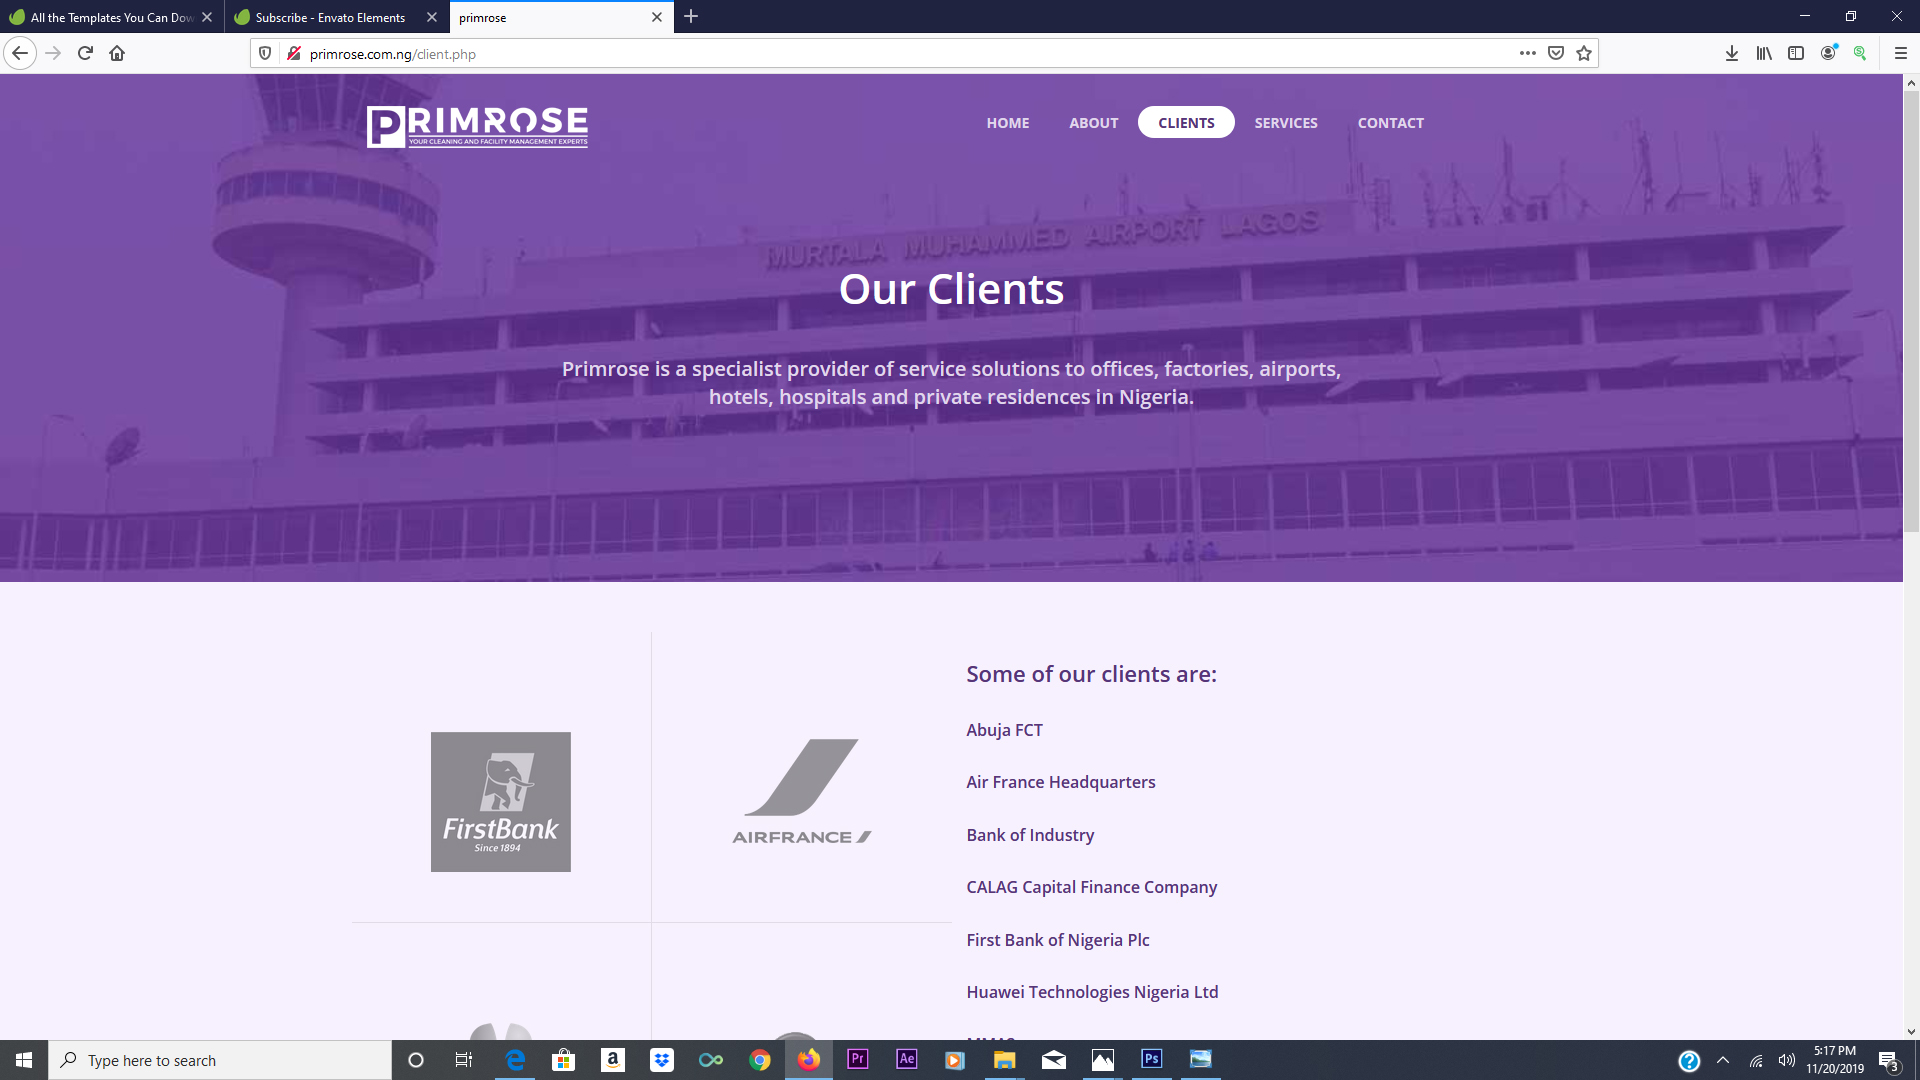 All the Templates You Can Dow
Subscribe - Envato Elements
primrose
primrose.com.ng/client.php
PRIMROSE
YOUR CLEANING AND FACILITY MANAGEMENT EXPERTS
HOME
ABOUT
CLIENTS
SERVICES
CONTACT
MURTALA MUHAMMED AIRPORT LAGOS
Our Clients
Primrose is a specialist provider of service solutions to offices, factories, airports,
hotels, hospitals and private residences in Nigeria.
FirstBank
Since 1894
AIRFRANCE
Some of our clients are:
Abuja FCT
Air France Headquarters
Bank of Industry
CALAG Capital Finance Company
First Bank of Nigeria Plc
Huawei Technologies Nigeria Ltd
Type here to search
a
Pr
Ae
Ps
5:17 PM
11/20/2019
3